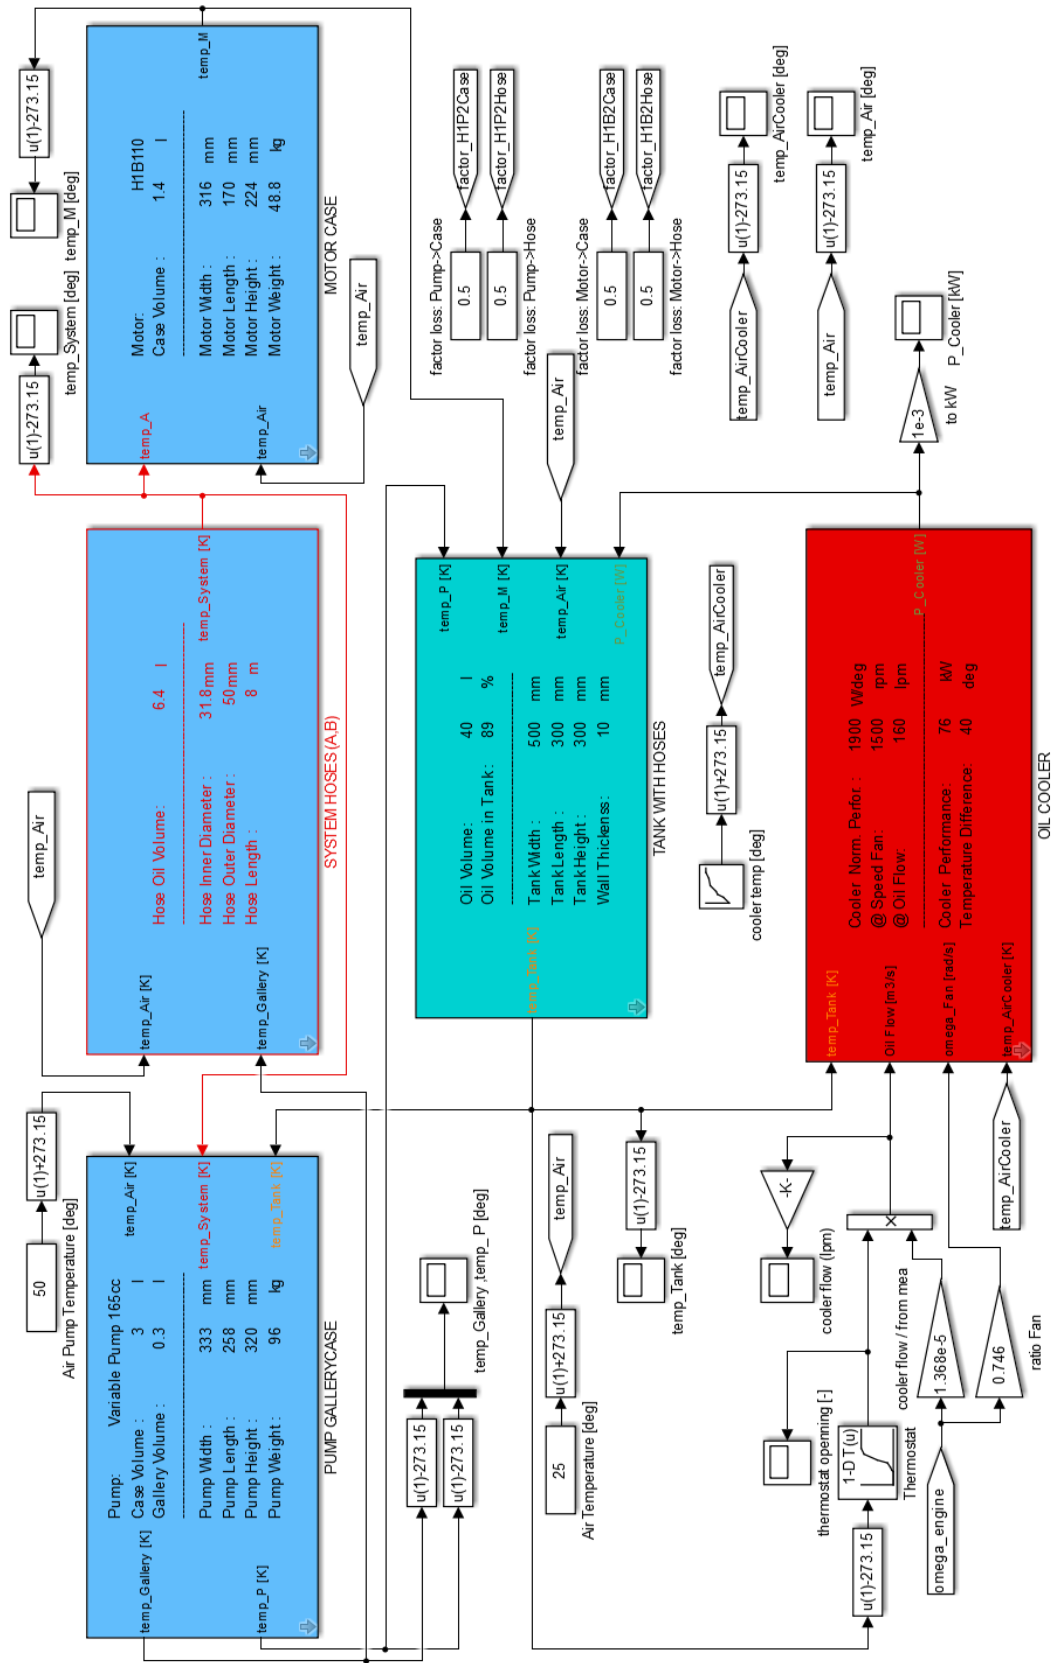 50
Air Pump Temperature [deg]
u(1)+273.15
temp_Air [K]
temp_System [K]
temp_Tank [K]
Pump: Variable Pump 165cc
Case Volume : 3 l
Gallery Volume : 0.3 l
Pump Width : 333 mm
Pump Length : 258 mm
Pump Height : 320 mm
Pump Weight : 96 kg
temp_Gallery [K]
temp_P [K]
PUMP GALLERYCASE
temp_Air
temp_Air [K]
temp_Gallery [K]
Hose Oil Volume : 6.4 l
Hose Inner Diameter : 31.8 mm
Hose Outer Diameter : 50 mm
Hose Length : 8 m
temp_System [K]
SYSTEM HOSES (A,B)
u(1)-273.15
temp_System [deg]
u(1)-273.15
temp_M [deg]
temp_A
temp_Air
Motor: H1B110
Case Volume : 1.4 l
Motor Width : 316 mm
Motor Length : 170 mm
Motor Height : 224 mm
Motor Weight : 48.8 kg
temp_M
MOTOR CASE
temp_Air
u(1)-273.15
u(1)-273.15
temp_Gallery ,temp_P [deg]
25
Air Temperature [deg]
u(1)+273.15
temp_Air
u(1)-273.15
temp_Tank [deg]
temp_Tank [K]
Oil Volume : 40 l
Oil Volume in Tank : 89 %
Tank Width : 500 mm
Tank Length : 300 mm
Tank Height : 300 mm
Wall Thickenss : 10 mm
temp_P [K]
temp_M [K]
temp_Air [K]
P_Cooler [W]
TANK WITH HOSES
temp_Air
factor loss: Pump->Case
0.5
factor_H1P2Case
0.5
factor_H1P2Hose
factor loss: Pump->Hose
factor loss: Motor->Case
0.5
factor_H1B2Case
0.5
factor_H1B2Hose
factor loss: Motor->Hose
cooler temp [deg]
u(1)+273.15
temp_AirCooler
temp_AirCooler
u(1)-273.15
temp_AirCooler [deg]
temp_Air
u(1)-273.15
temp_Air [deg]
-K-
cooler flow (lpm)
thermostat openning [-]
u(1)-273.15
1-D T(u)
Thermostat
omega_engine
1.368e-5
cooler flow / from mea
0.746
ratio Fan
×
temp_AirCooler
temp_Tank [K]
Oil Flow [m3/s]
omega_Fan [rad/s]
temp_AirCooler [K]
Cooler Norm. Perfor. : 1900 W/deg
@ Speed Fan: 1500 rpm
@ Oil Flow: 160 lpm
Cooler Performance : 76 kW
Temperature Difference: 40 deg
P_Cooler [W]
OIL COOLER
1e-3
to kW
P_Cooler [kW]